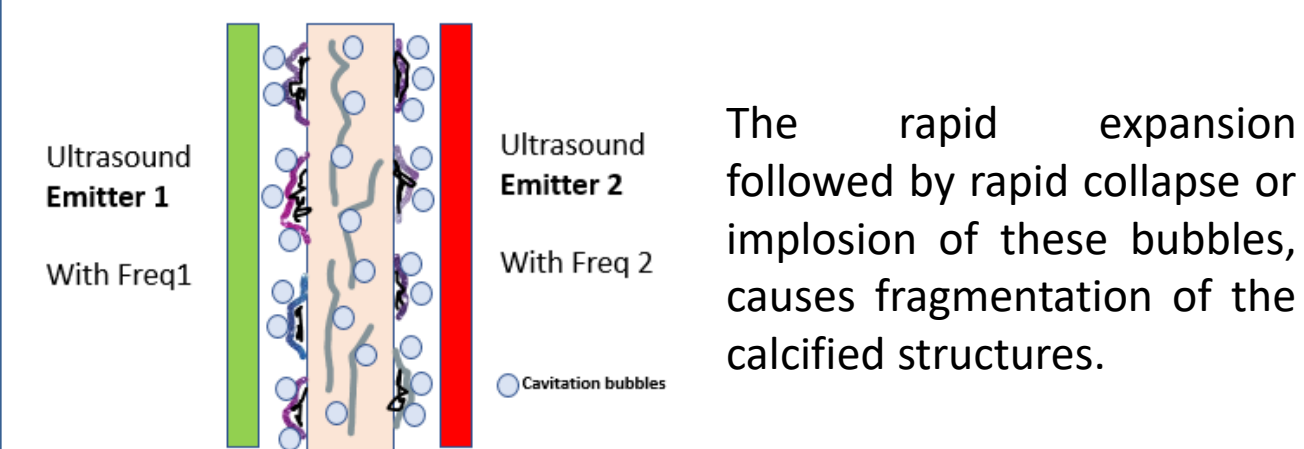 Ultrasound
Emitter 1
With Freq1
Ultrasound
Emitter 2
With Freq 2
Cavitation bubbles
The rapid expansion
followed by rapid collapse or
implosion of these bubbles,
causes fragmentation of the
calcified structures.